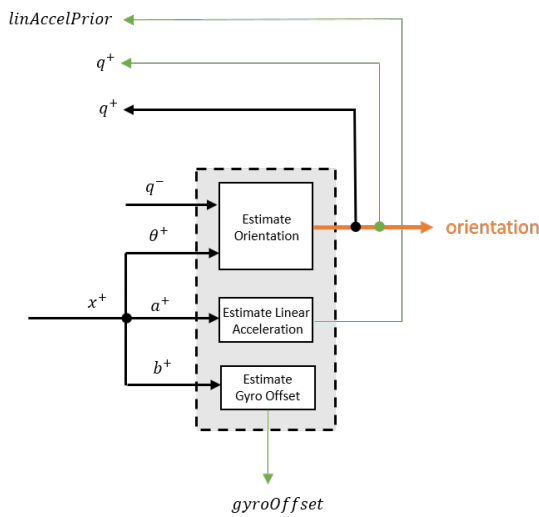 linAccelPrior
q⁺
q⁺
q⁻
Estimate
Orientation
orientation
θ⁺
x⁺
a⁺
Estimate Linear
Acceleration
b⁺
Estimate
Gyro Offset
gyroOffset